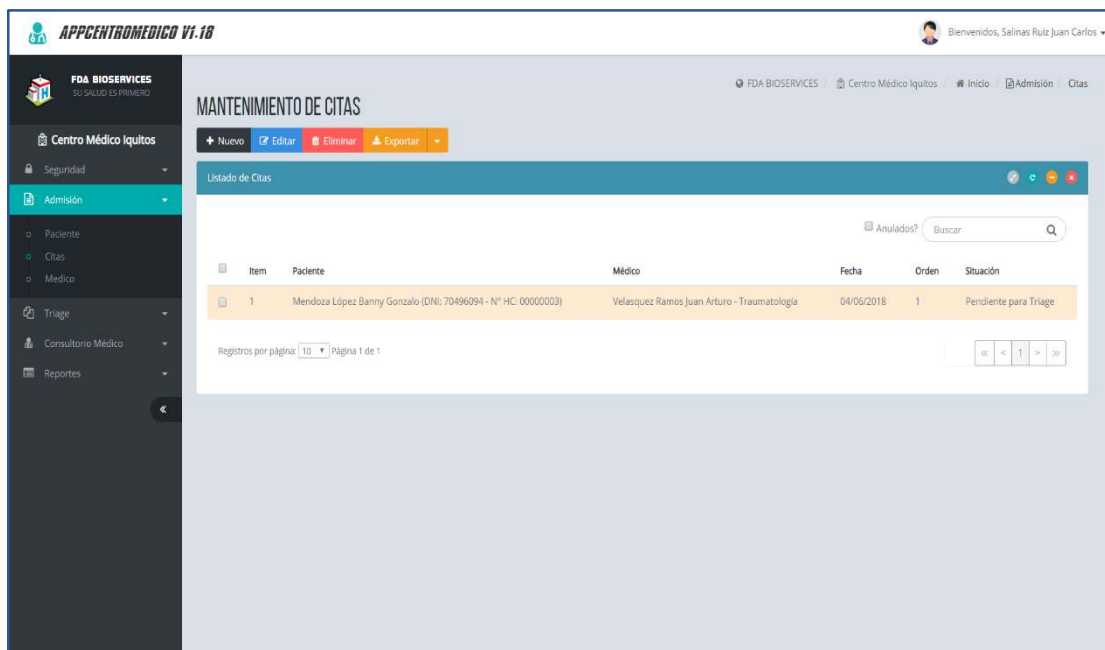 APPCENTROMEDICO V1.18
Bienvenidos, Salinas Ruiz Juan Carlos
FDA BIOSERVICES
SU SALUD ES PRIMERO
FDA BIOSERVICES / Centro Médico Iquitos / Inicio / Admisión / Citas
MANTENIMIENTO DE CITAS
Centro Médico Iquitos
+ Nuevo Editar Eliminar Exportar
Seguridad
Admisión
Paciente
Citas
Medico
Triage
Consultorio Médico
Reportes
Listado de Citas
Anulados? Buscar
Item Paciente Médico Fecha Orden Situación
1 Mendoza López Banny Gonzalo (DNI: 70496094 - N° HC: 00000003) Velasquez Ramos Juan Arturo - Traumatología 04/06/2018 1 Pendiente para Triage
Registros por página: 10 Página 1 de 1
« < 1 > »